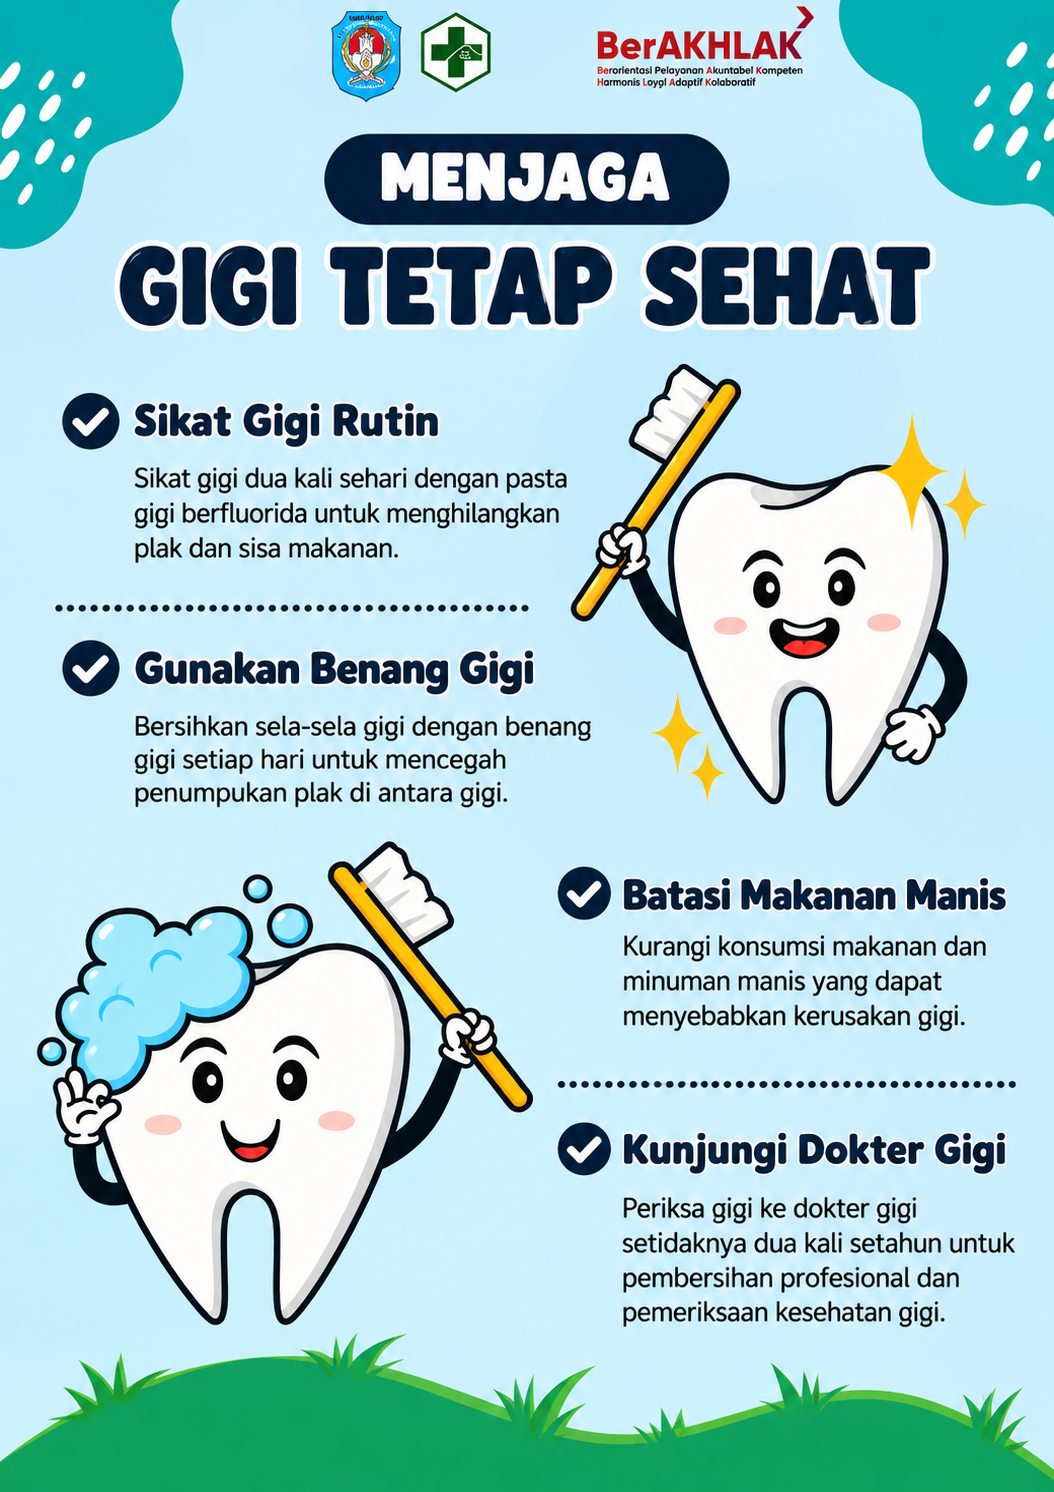 BerAKHLAK
Berorientasi Pelayanan Akuntabel Kompeten
Harmonis Loyal Adaptif Kolaboratif
MENJAGA
GIGI TETAP SEHAT
Sikat Gigi Rutin
Sikat gigi dua kali sehari dengan pasta
gigi berfluorida untuk menghilangkan
plak dan sisa makanan.
Gunakan Benang Gigi
Bersihkan sela-sela gigi dengan benang
gigi setiap hari untuk mencegah
penumpukan plak di antara gigi.
Batasi Makanan Manis
Kurangi konsumsi makanan dan
minuman manis yang dapat
menyebabkan kerusakan gigi.
Kunjungi Dokter Gigi
Periksa gigi ke dokter gigi
setidaknya dua kali setahun untuk
pembersihan profesional dan
pemeriksaan kesehatan gigi.